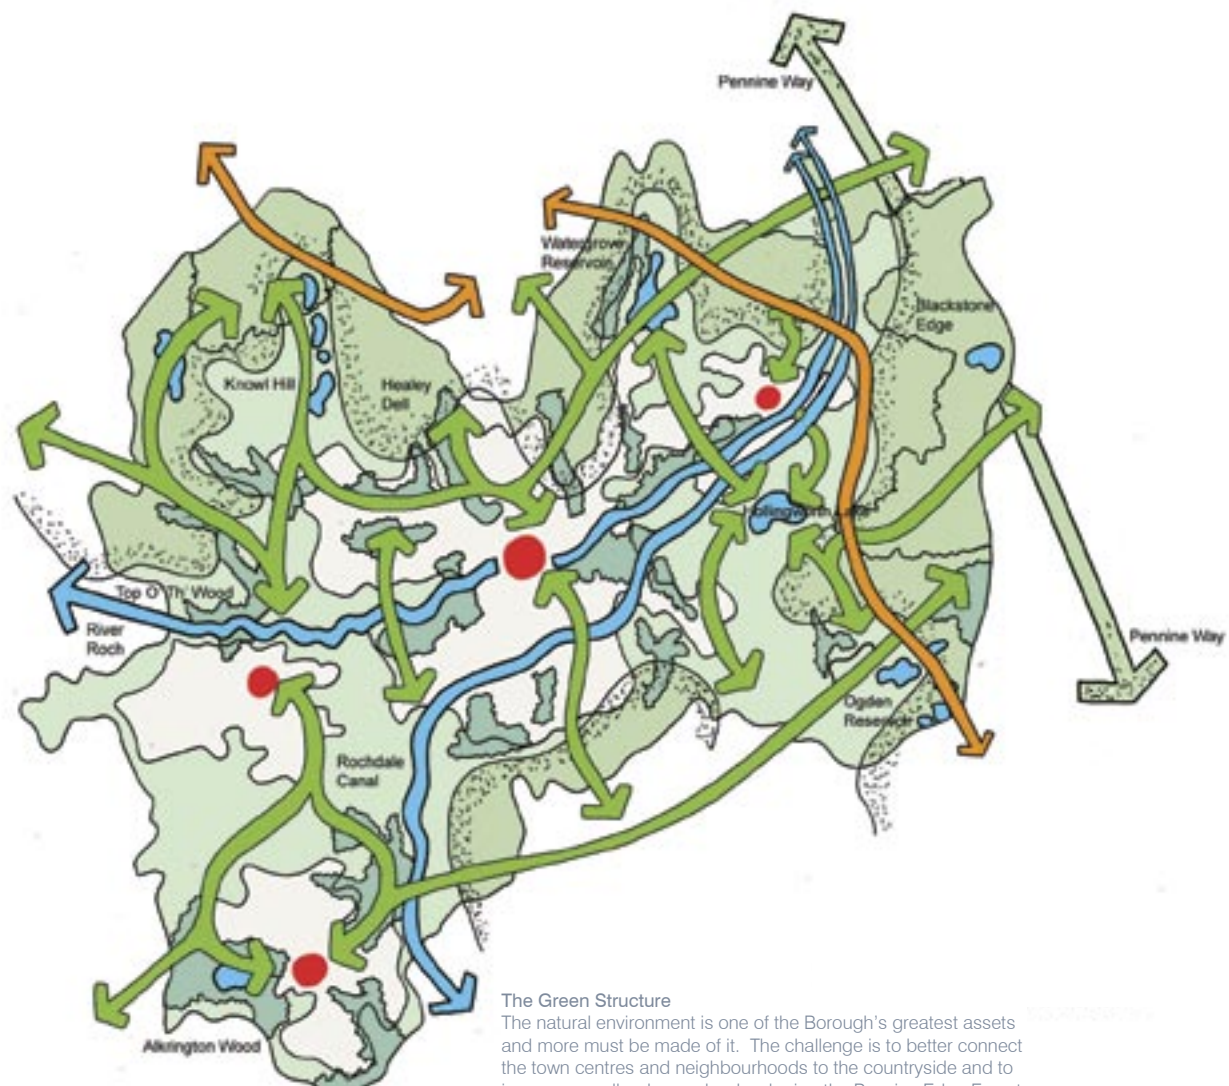 Pennine Way
Watergrove
Reservoir
Blackstone
Edge
Knowl Hill
Healey
Dell
Hollingworth Lake
Top O' Th' Wood
River
Roch
Pennine Way
Ogden
Reservoir
Rochdale
Canal
Alkrington Wood
The Green Structure
The natural environment is one of the Borough's greatest assets
and more must be made of it. The challenge is to better connect
the town centres and neighbourhoods to the countryside and to